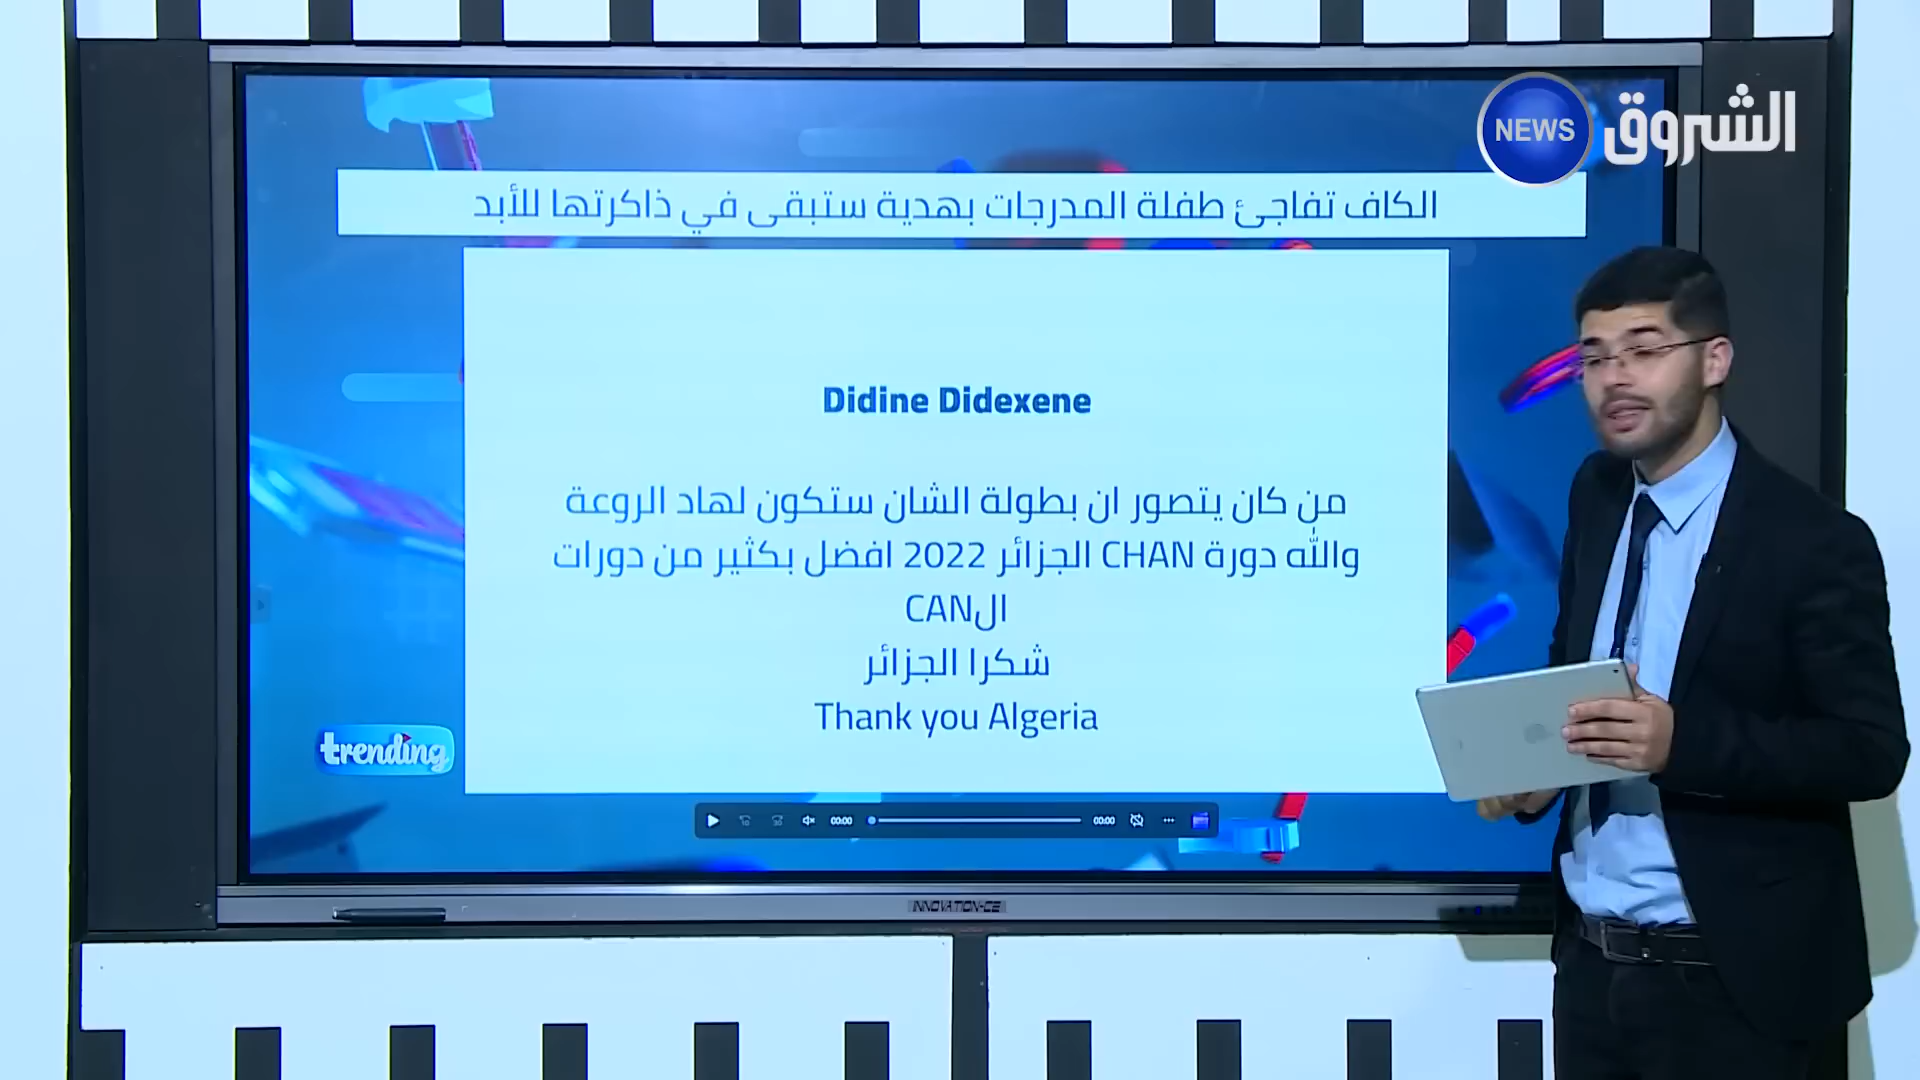 NEWS الشروق
الكاف تفاجئ طفلة المدرجات بهدية ستبقى في ذاكرتها للأبد
Didine Didexene
من كان يتصور ان بطولة الشان ستكون لهاد الروعة
والله دورة CHAN الجزائر 2022 افضل بكثير من دورات
الCAN
شكرا الجزائر
Thank you Algeria
trending
00:00 00:00
INNOVATION-CE